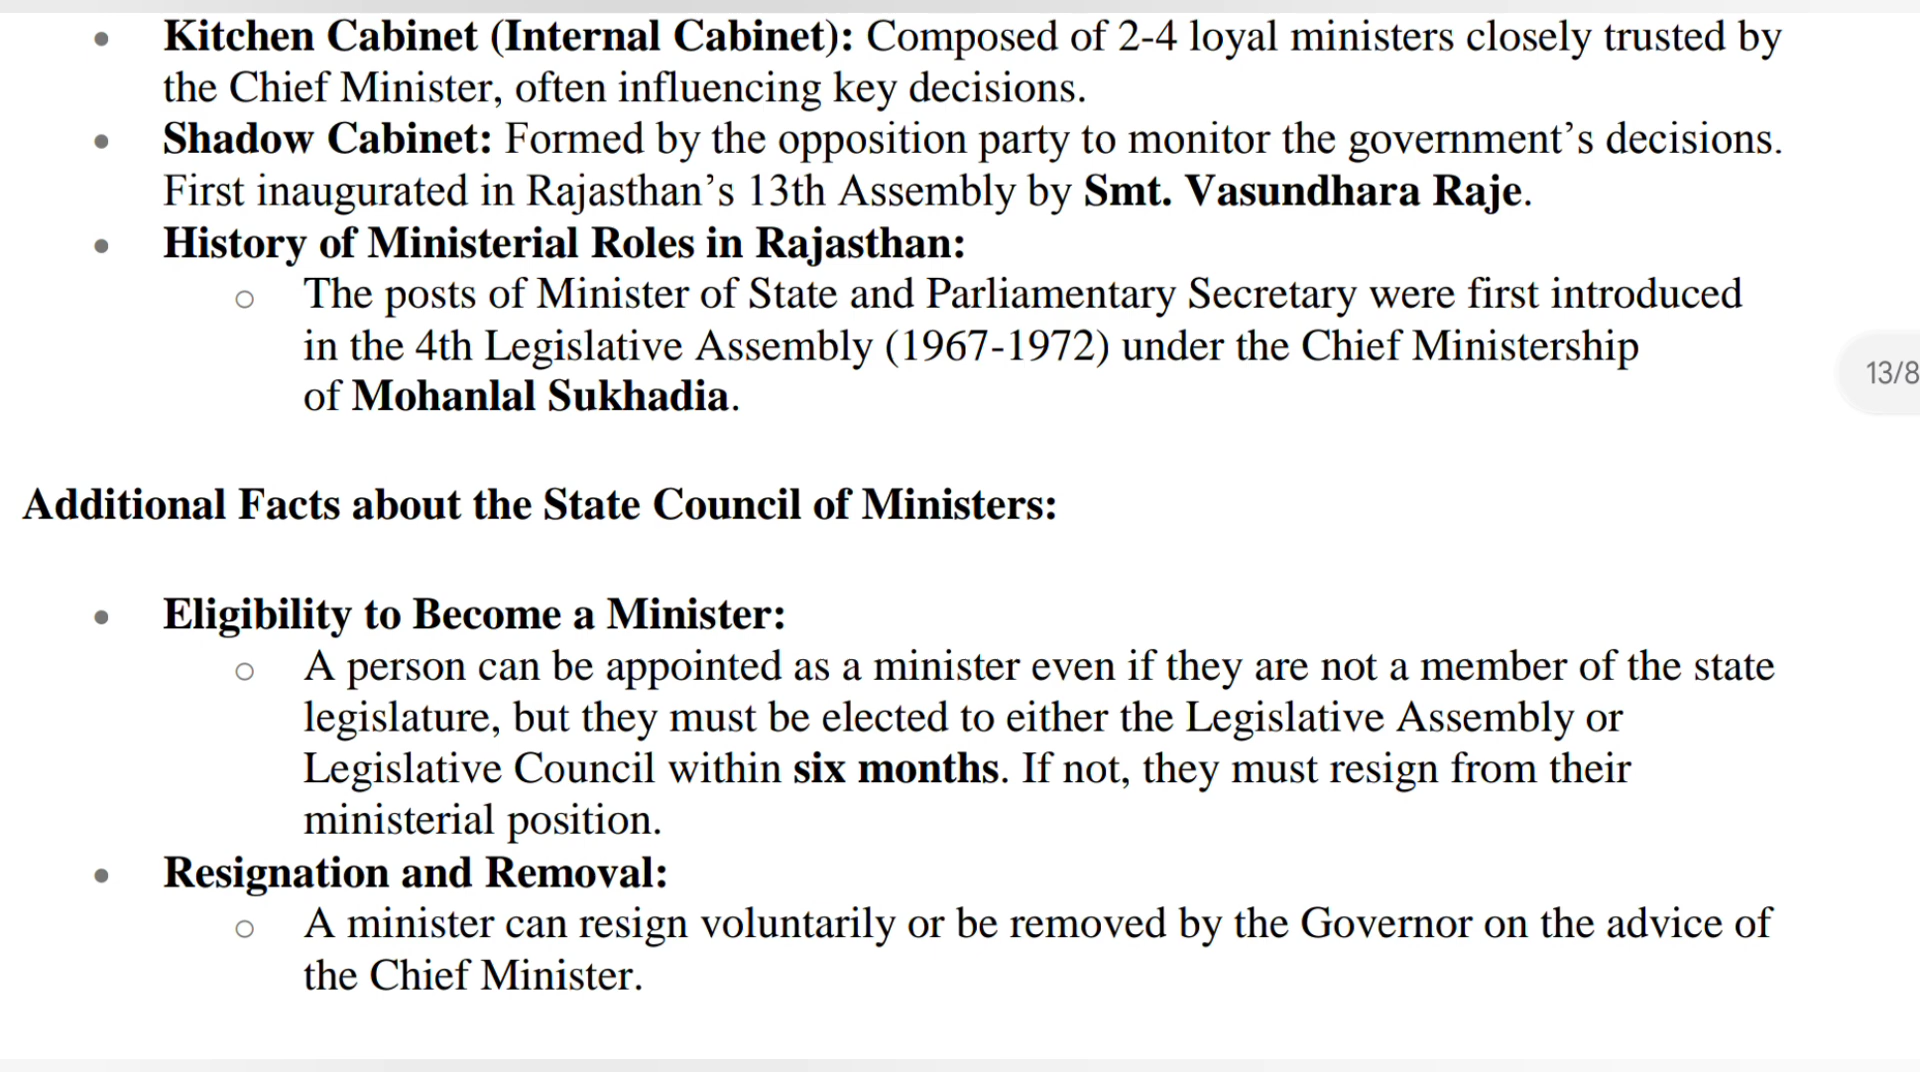 • Kitchen Cabinet (Internal Cabinet): Composed of 2-4 loyal ministers closely trusted by
the Chief Minister, often influencing key decisions.
• Shadow Cabinet: Formed by the opposition party to monitor the government’s decisions.
First inaugurated in Rajasthan’s 13th Assembly by Smt. Vasundhara Raje.
• History of Ministerial Roles in Rajasthan:
○ The posts of Minister of State and Parliamentary Secretary were first introduced
in the 4th Legislative Assembly (1967-1972) under the Chief Ministership
of Mohanlal Sukhadia.
13/8
Additional Facts about the State Council of Ministers:
• Eligibility to Become a Minister:
○ A person can be appointed as a minister even if they are not a member of the state
legislature, but they must be elected to either the Legislative Assembly or
Legislative Council within six months. If not, they must resign from their
ministerial position.
• Resignation and Removal:
○ A minister can resign voluntarily or be removed by the Governor on the advice of
the Chief Minister.